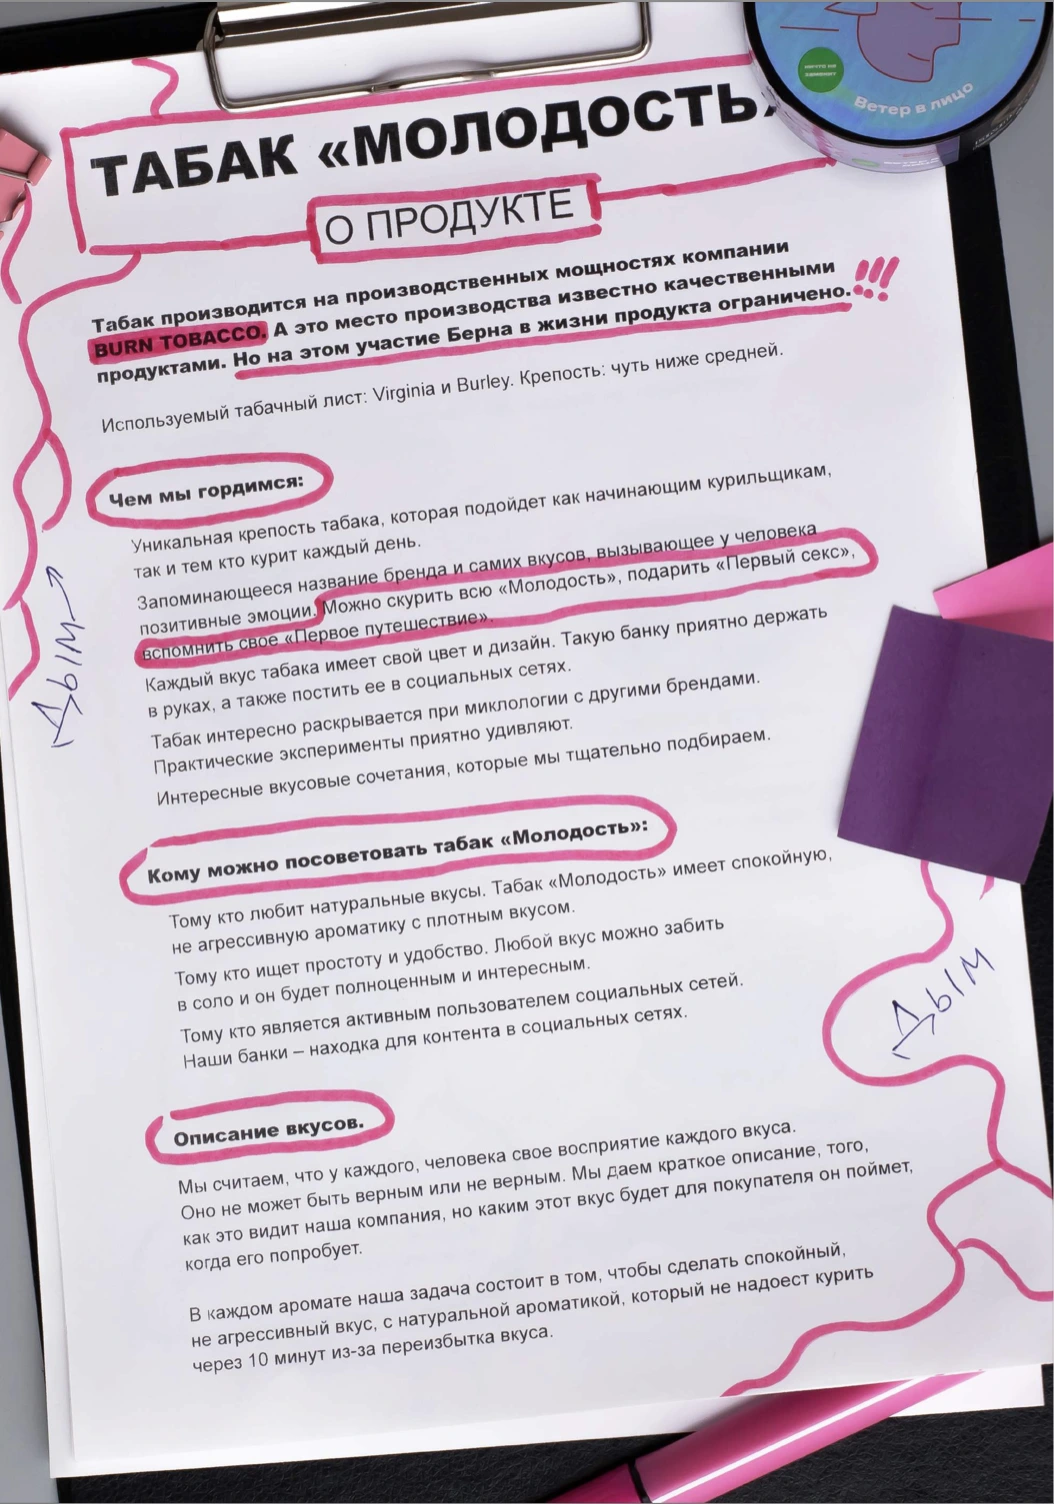 ничто не
заменит
Ветер в лицо
ТАБАК «МОЛОДОСТЬ»
О ПРОДУКТЕ
Табак производится на производственных мощностях компании
BURN TOBACCO. А это место производства известно качественными
продуктами. Но на этом участие Берна в жизни продукта ограничено.!!!
Используемый табачный лист: Virginia и Burley. Крепость: чуть ниже средней.
Чем мы гордимся:
Уникальная крепость табака, которая подойдет как начинающим курильщикам,
так и тем кто курит каждый день.
Запоминающееся название бренда и самих вкусов, вызывающее у человека
позитивные эмоции. Можно скурить всю «Молодость», подарить «Первый секс»,
вспомнить свое «Первое путешествие».
Каждый вкус табака имеет свой цвет и дизайн. Такую банку приятно держать
в руках, а также постить ее в социальных сетях.
Табак интересно раскрывается при миклологии с другими брендами.
Практические эксперименты приятно удивляют.
Интересные вкусовые сочетания, которые мы тщательно подбираем.
ДЫМ
Кому можно посоветовать табак «Молодость»:
Тому кто любит натуральные вкусы. Табак «Молодость» имеет спокойную,
не агрессивную ароматику с плотным вкусом.
Тому кто ищет простоту и удобство. Любой вкус можно забить
в соло и он будет полноценным и интересным.
Тому кто является активным пользователем социальных сетей.
Наши банки – находка для контента в социальных сетях.
ДЫМ
Описание вкусов.
Мы считаем, что у каждого, человека свое восприятие каждого вкуса.
Оно не может быть верным или не верным. Мы даем краткое описание, того,
как это видит наша компания, но каким этот вкус будет для покупателя он поймет,
когда его попробует.
В каждом аромате наша задача состоит в том, чтобы сделать спокойный,
не агрессивный вкус, с натуральной ароматикой, который не надоест курить
через 10 минут из-за переизбытка вкуса.